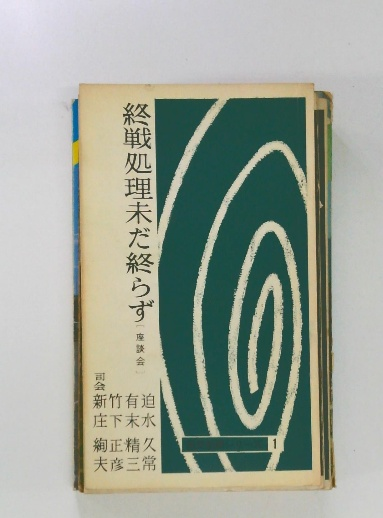 終戦処理未だ終らず
〔座談会〕
迫水久常
有末精三
竹下正彦
司会
新庄絢夫
1